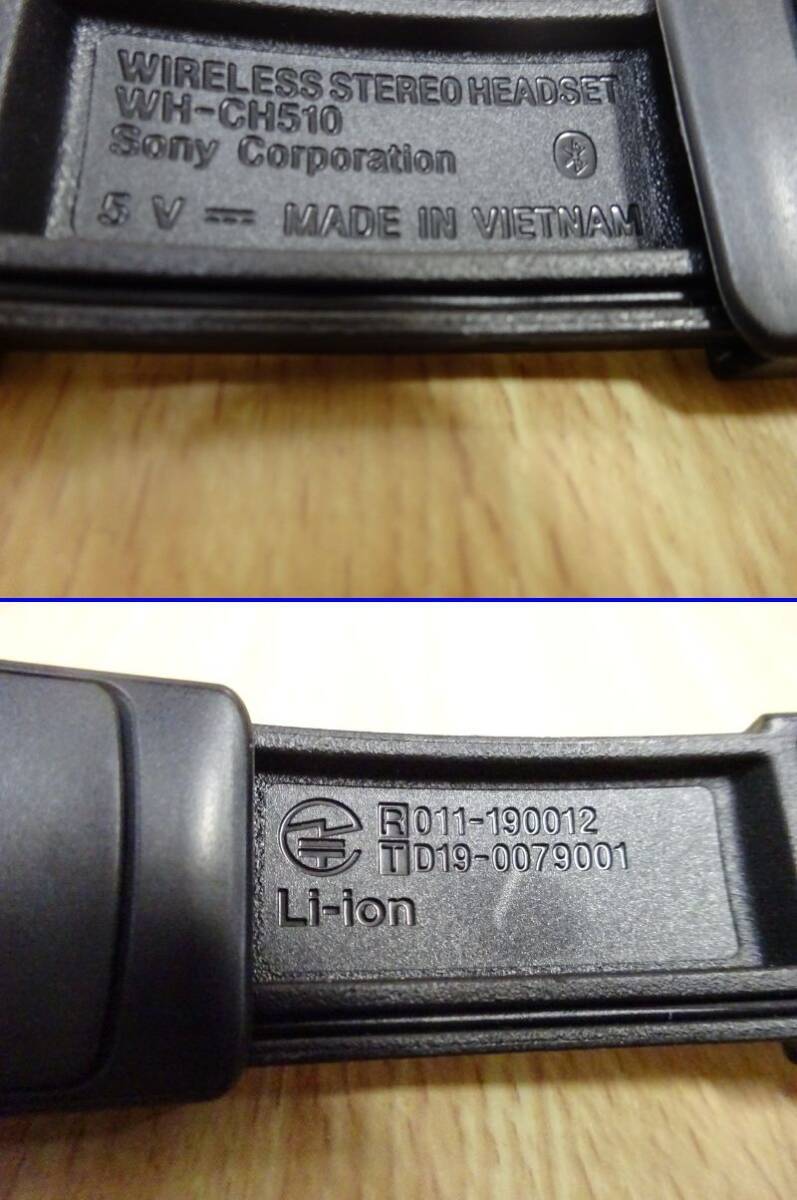 WIRELESS STEREO HEADSET
WH-CH510
Sony Corporation
5 V ⎓ MADE IN VIETNAM
R 011-190012
T D19-0079001
Li-ion